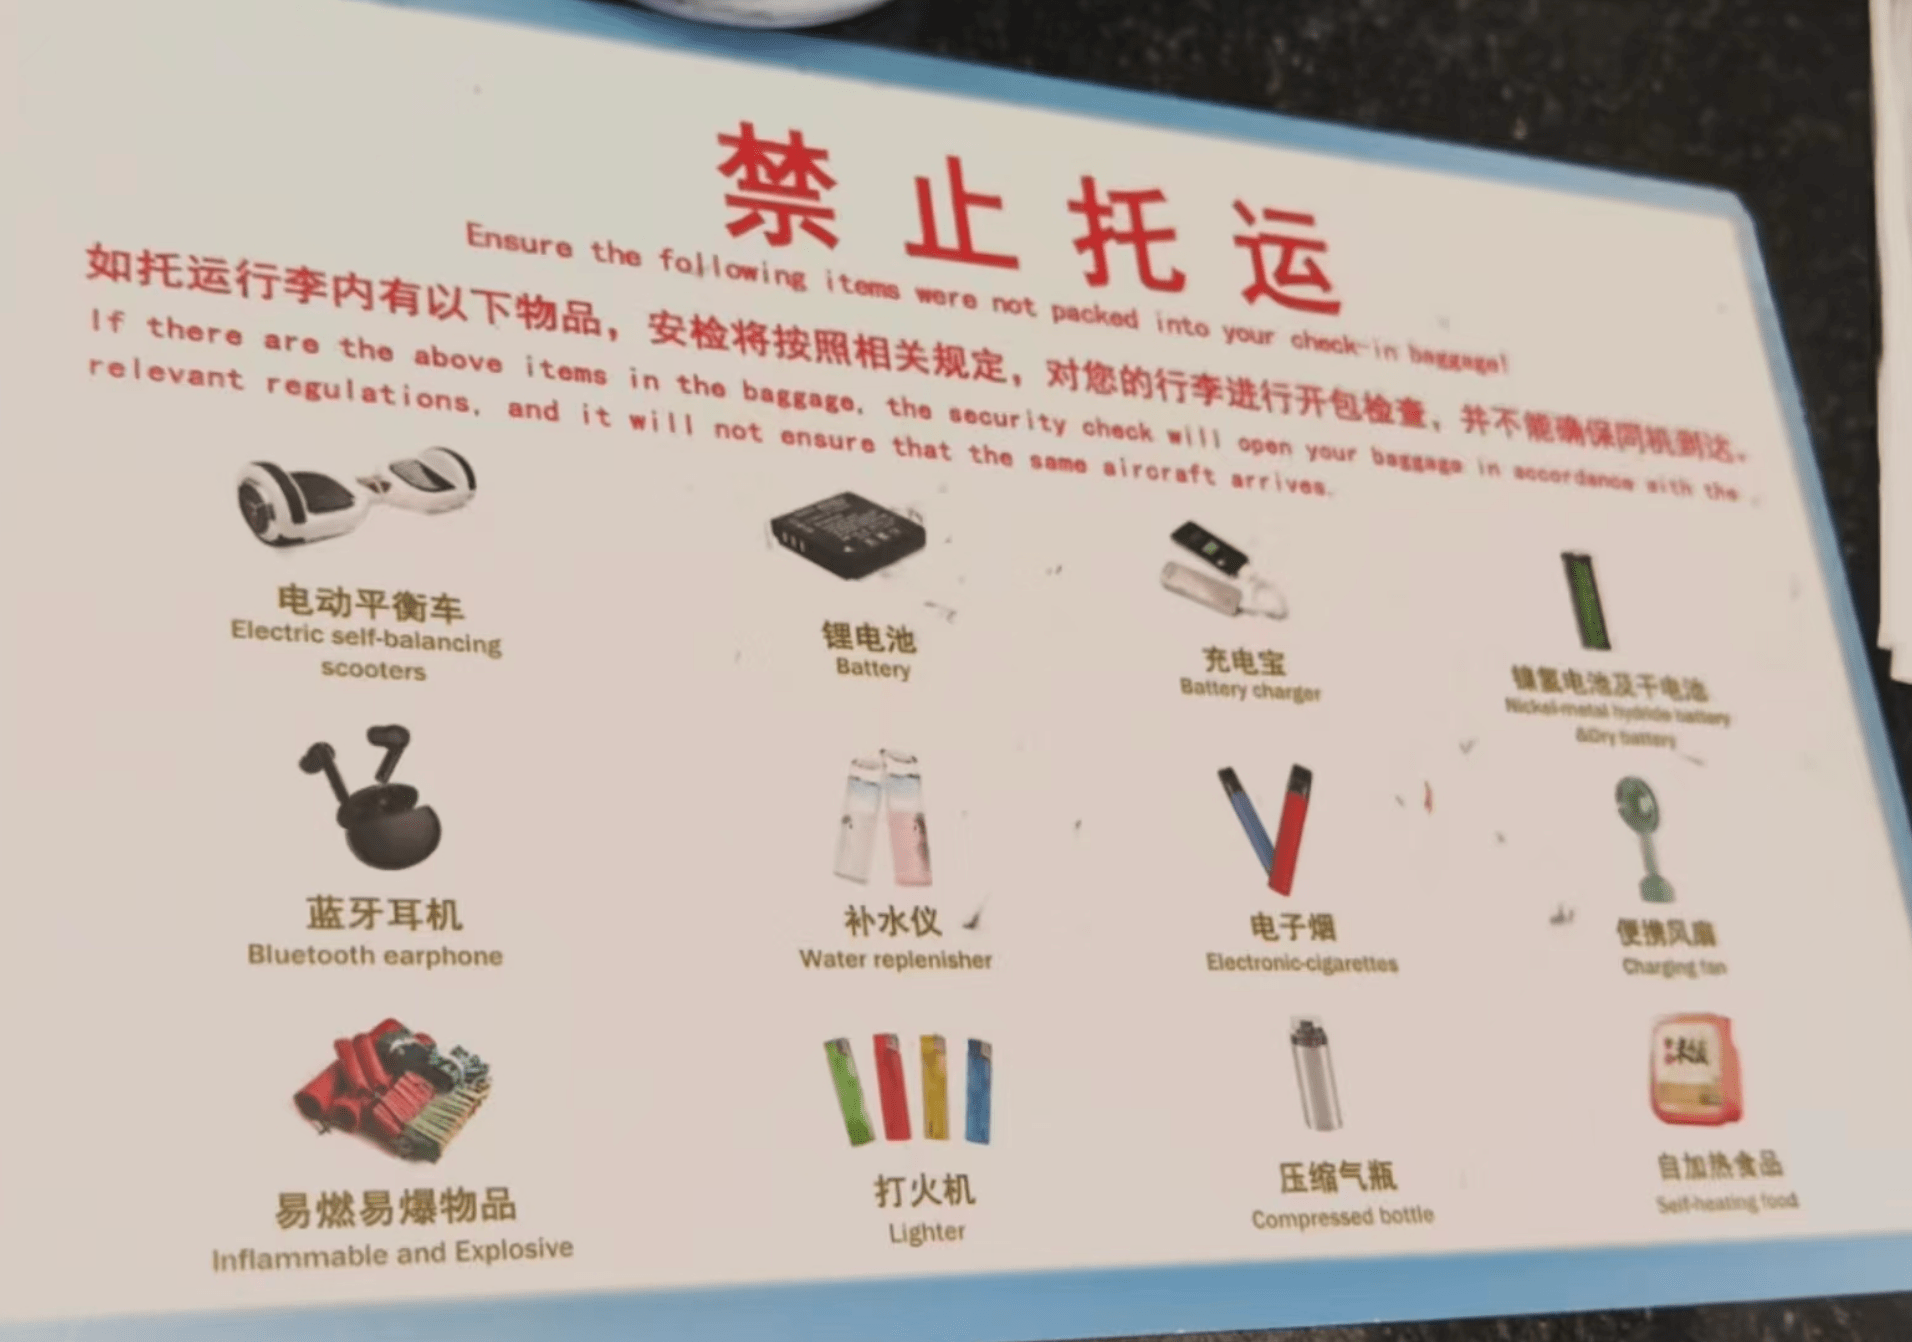 禁止托运
Ensure the following items were not packed into your check-in baggage!
如托运行李内有以下物品，安检将按照相关规定，对您的行李进行开包检查，并不能确保同机到达。
If there are the above items in the baggage, the security check will open your baggage in accordance with the
relevant regulations, and it will not ensure that the same aircraft arrives.
电动平衡车
Electric self-balancing
scooters
锂电池
Battery
充电宝
Battery charger
镍氢电池及干电池
Nickel-metal hydride battery
&Dry battery
蓝牙耳机
Bluetooth earphone
补水仪
Water replenisher
电子烟
Electronic-cigarettes
便携风扇
Charging fan
易燃易爆物品
Inflammable and Explosive
打火机
Lighter
压缩气瓶
Compressed bottle
自加热食品
Self-heating food